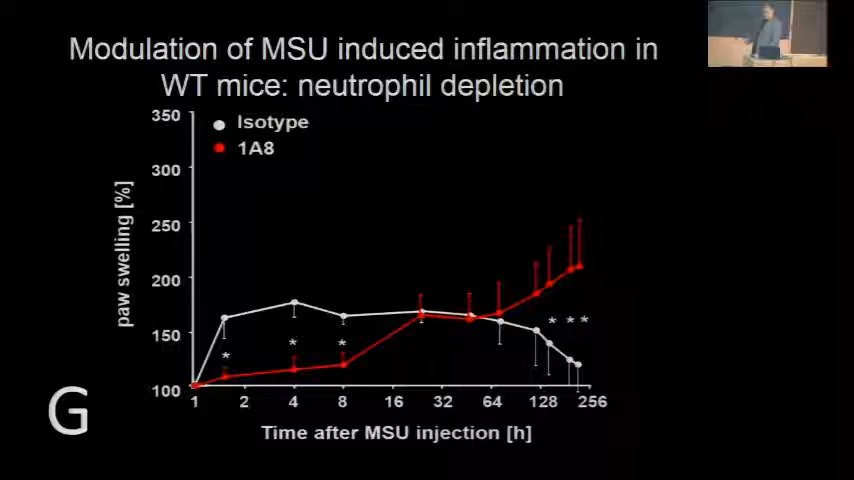 Modulation of MSU induced inflammation in
WT mice: neutrophil depletion
350
300
250
200
150
100
paw swelling [%]
Isotype
1A8
* * *
* * *
1 2 4 8 16 32 64 128 256
Time after MSU injection [h]
G